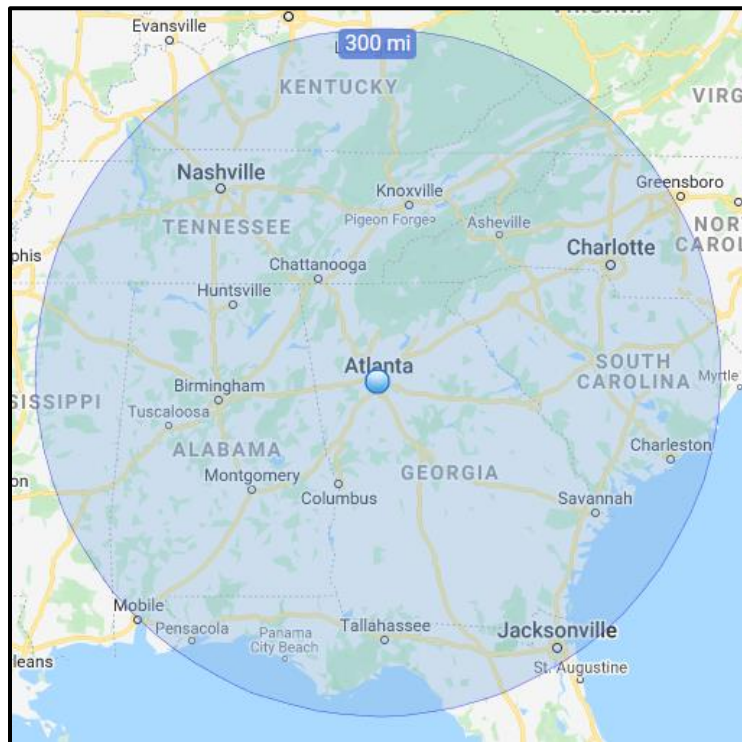 VIRGINIA
Evansville
300 mi
KENTUCKY
VIRG
Nashville
Greensboro
Knoxville
TENNESSEE
Pigeon Forge
Asheville
NOR
CAROL
phis
Charlotte
Chattanooga
Huntsville
Atlanta
SOUTH
CAROLINA
Myrtle
Birmingham
SISSIPPI
Tuscaloosa
ALABAMA
Charleston
Montgomery
GEORGIA
on
Columbus
Savannah
Mobile
Pensacola
Panama
City Beach
Tallahassee
Jacksonville
leans
St. Augustine